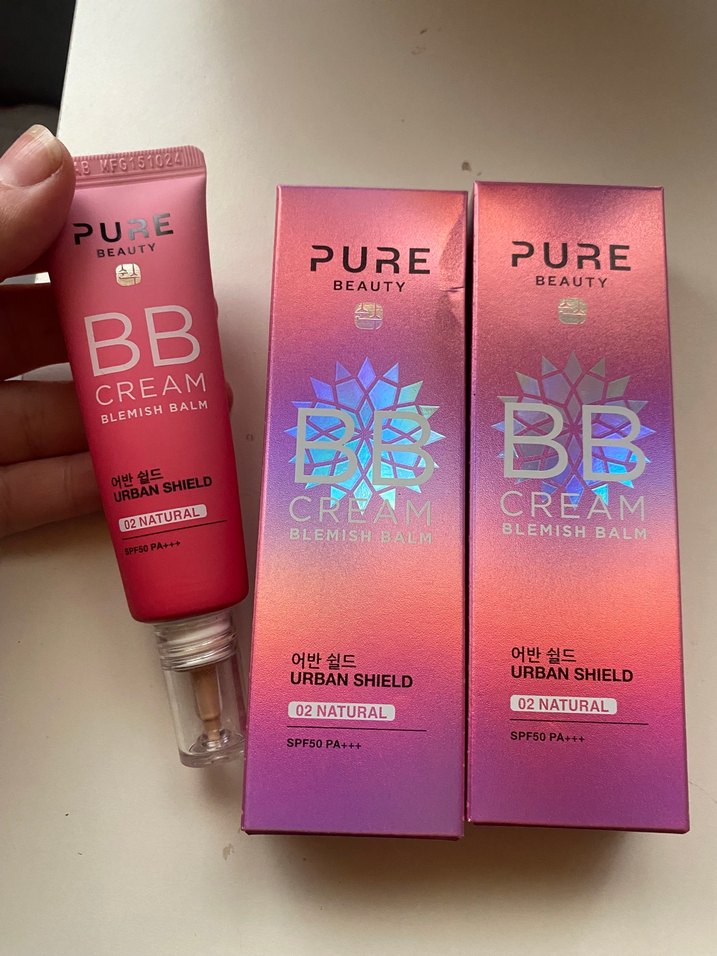 MFG151024
PURE
BEAUTY
BB
CREAM
BLEMISH BALM
어반 쉴드
URBAN SHIELD
02 NATURAL
SPF50 PA+++
PURE
BEAUTY
BB
CREAM
BLEMISH BALM
어반 쉴드
URBAN SHIELD
02 NATURAL
SPF50 PA+++
PURE
BEAUTY
BB
CREAM
BLEMISH BALM
어반 쉴드
URBAN SHIELD
02 NATURAL
SPF50 PA+++